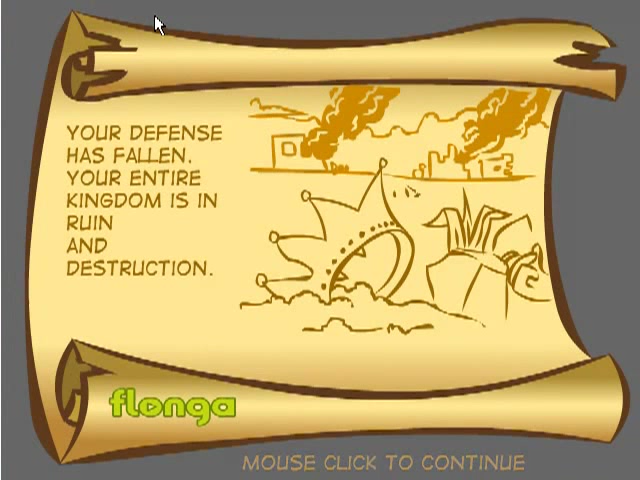 YOUR DEFENSE
HAS FALLEN.
YOUR ENTIRE
KINGDOM IS IN
RUIN
AND
DESTRUCTION.
flonga
MOUSE CLICK TO CONTINUE